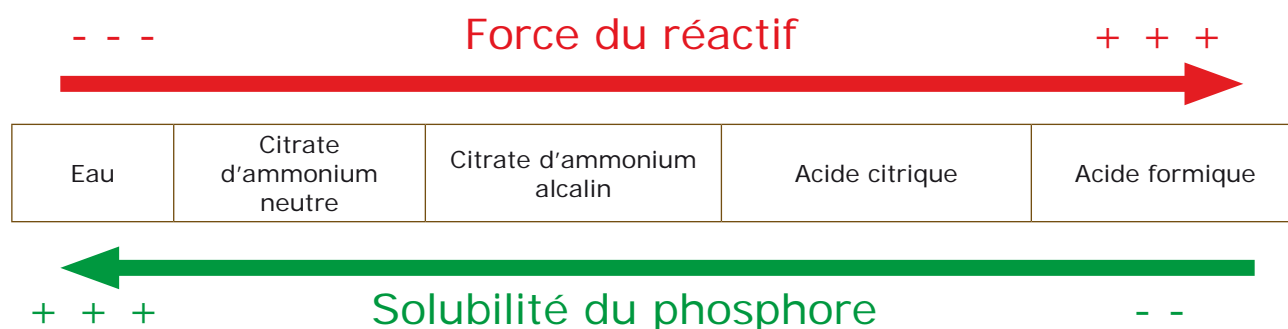 - - - Force du réactif + + +
Eau
Citrate
d'ammonium
neutre
Citrate d'ammonium
alcalin
Acide citrique
Acide formique
+ + + Solubilité du phosphore - -